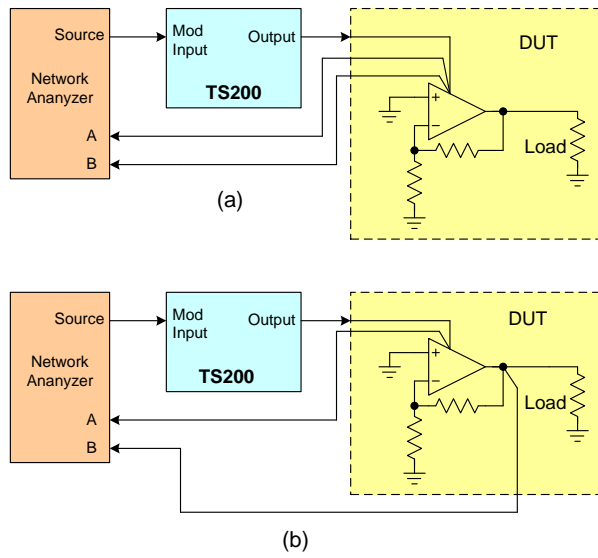 Source
Mod
Input
Output
DUT
Network
Ananyzer
TS200
+
−
A
B
Load
(a)
Source
Mod
Input
Output
DUT
Network
Ananyzer
TS200
+
−
A
B
Load
(b)